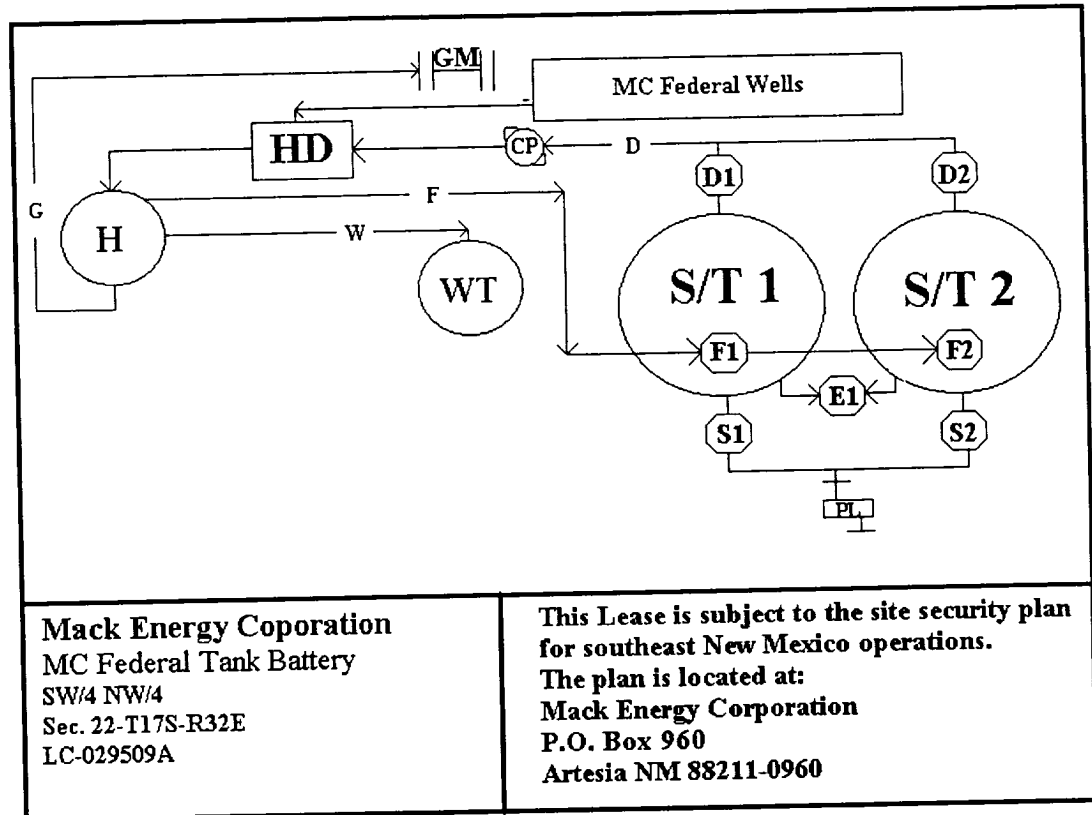 GM
MC Federal Wells
HD
CP
D
D1
D2
G
H
F
W
WT
S/T 1
S/T 2
F1
F2
E1
S1
S2
PL
Mack Energy Coporation
MC Federal Tank Battery
SW/4 NW/4
Sec. 22-T17S-R32E
LC-029509A
This Lease is subject to the site security plan
for southeast New Mexico operations.
The plan is located at:
Mack Energy Corporation
P.O. Box 960
Artesia NM 88211-0960